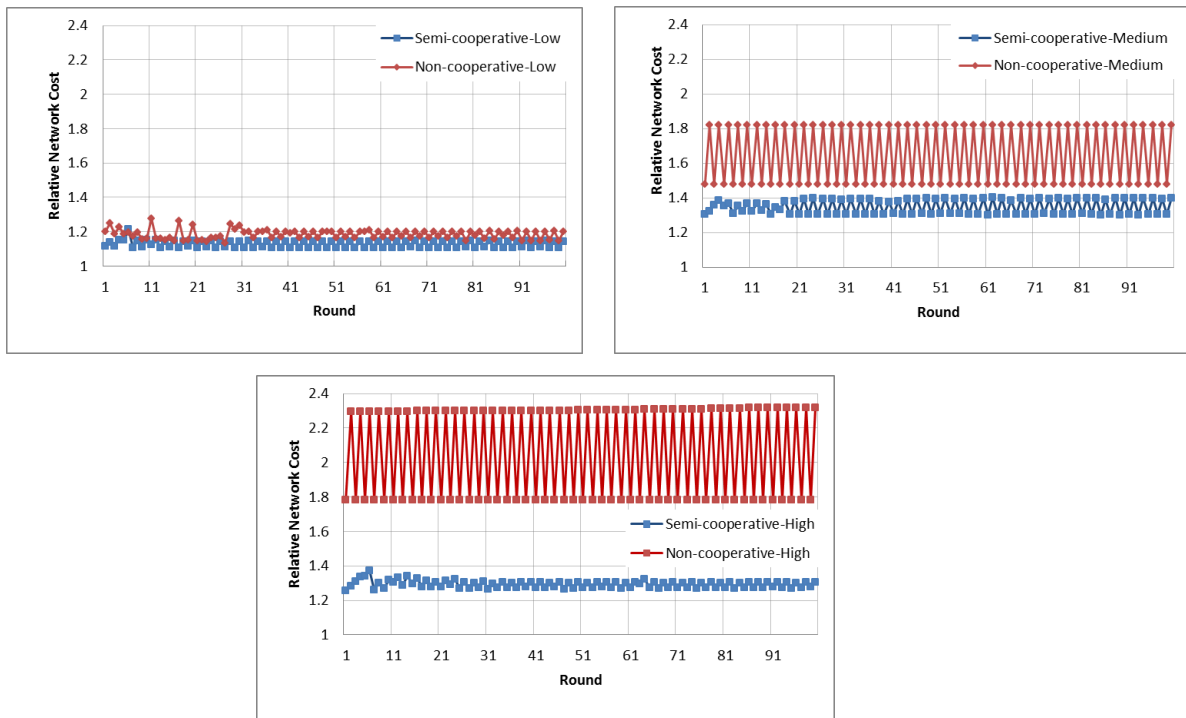 2.4
2.2
2
1.8
1.6
1.4
1.2
1
Relative Network Cost
Semi-cooperative-Low
Non-cooperative-Low
1 11 21 31 41 51 61 71 81 91
Round
2.4
2.2
2
1.8
1.6
1.4
1.2
1
Relative Network Cost
Semi-cooperative-Medium
Non-cooperative-Medium
1 11 21 31 41 51 61 71 81 91
Round
2.4
2.2
2
1.8
1.6
1.4
1.2
1
Relative Network Cost
Semi-cooperative-High
Non-cooperative-High
1 11 21 31 41 51 61 71 81 91
Round